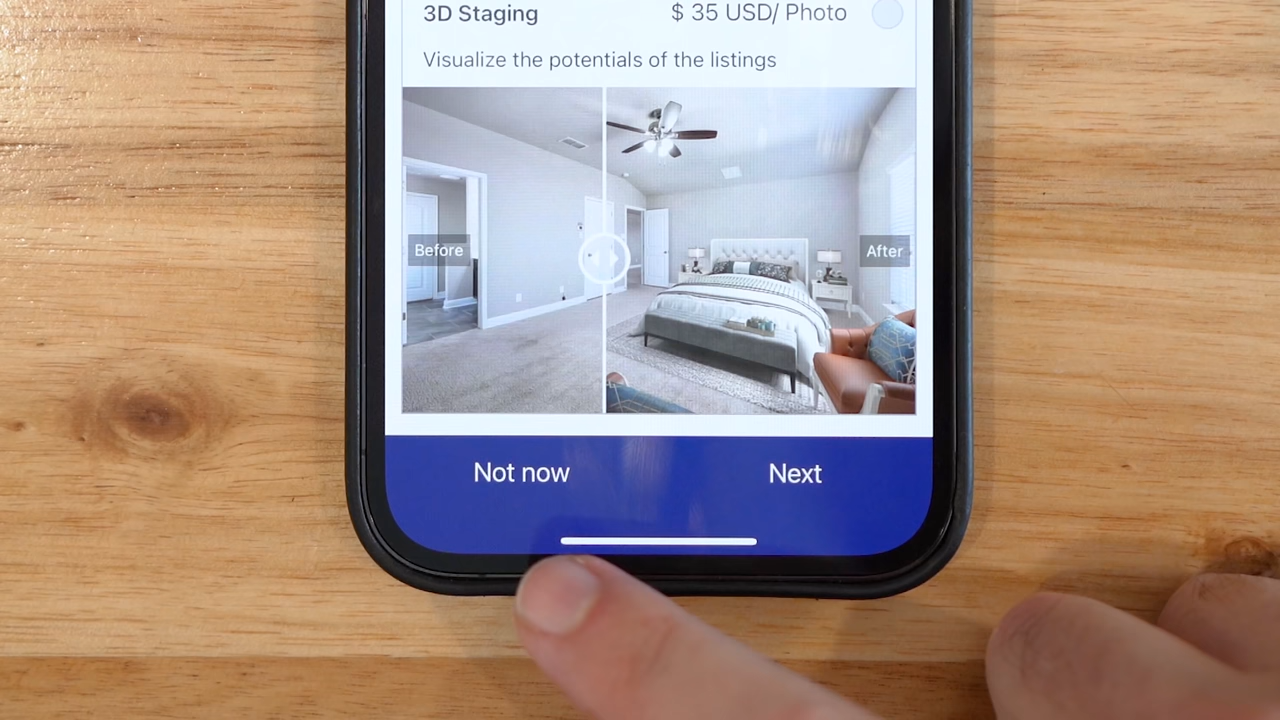 3D Staging $ 35 USD/ Photo
Visualize the potentials of the listings
Before After
Not now Next